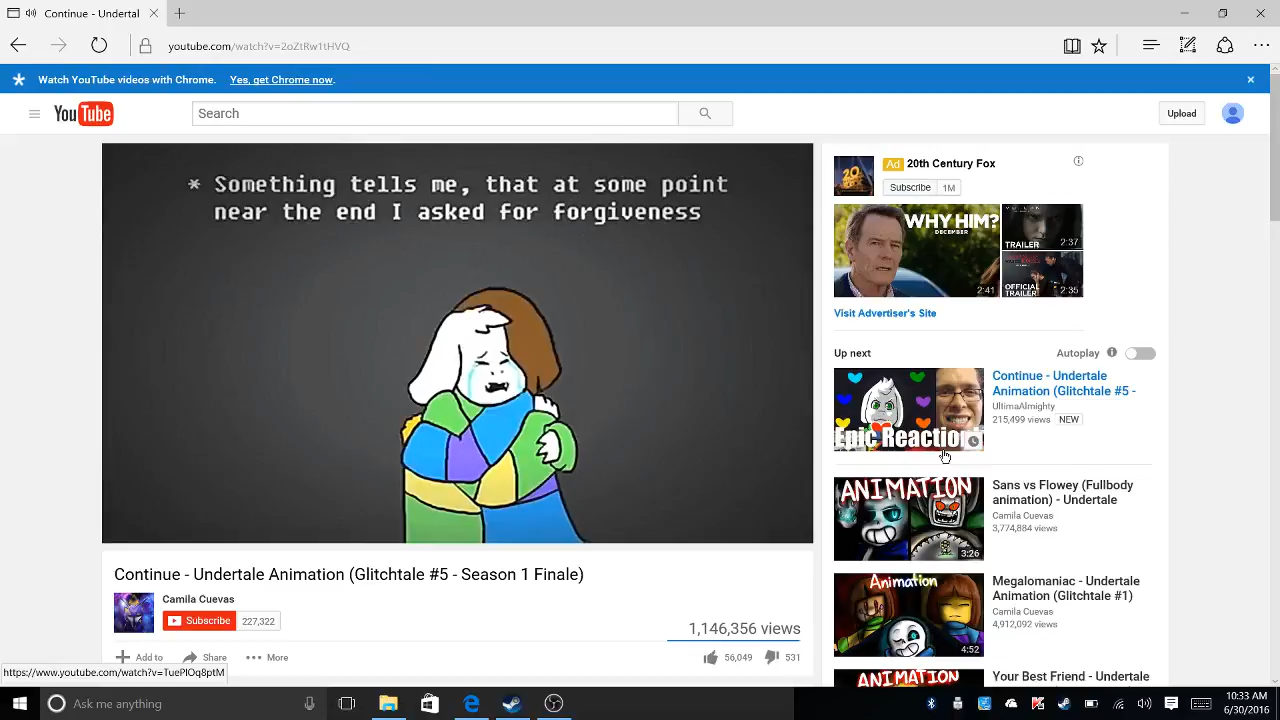 Undertal
youtube.com/watch?v=2oZtRw1tHVQ
Watch YouTube videos with Chrome. Yes, get Chrome now.
YouTube
Search
Upload
* Something tells me, that at some point
near the end I asked for forgiveness
Ad 20th Century Fox
Subscribe 1M
WHY HIM?
DECEMBER
2:41
TRAILER 2:37
OFFICIAL
TRAILER 2:35
Visit Advertiser's Site
Up next
Autoplay
Epic Reaction
Continue - Undertale
Animation (Glitchtale #5 -
UltimaAlmighty
215,499 views NEW
ANIMATION
3:26
Sans vs Flowey (Fullbody
animation) - Undertale
Camila Cuevas
3,774,884 views
Animation
4:52
Megalomaniac - Undertale
Animation (Glitchtale #1)
Camila Cuevas
4,912,092 views
ANIMATION
Your Best Friend - Undertale
Continue - Undertale Animation (Glitchtale #5 - Season 1 Finale)
Camila Cuevas
Subscribe 227,322
1,146,356 views
Add to Share More
56,049 531
https://www.youtube.com/watch?v=TuePlOq8ptM
Ask me anything
10:33 AM
6/30/2016